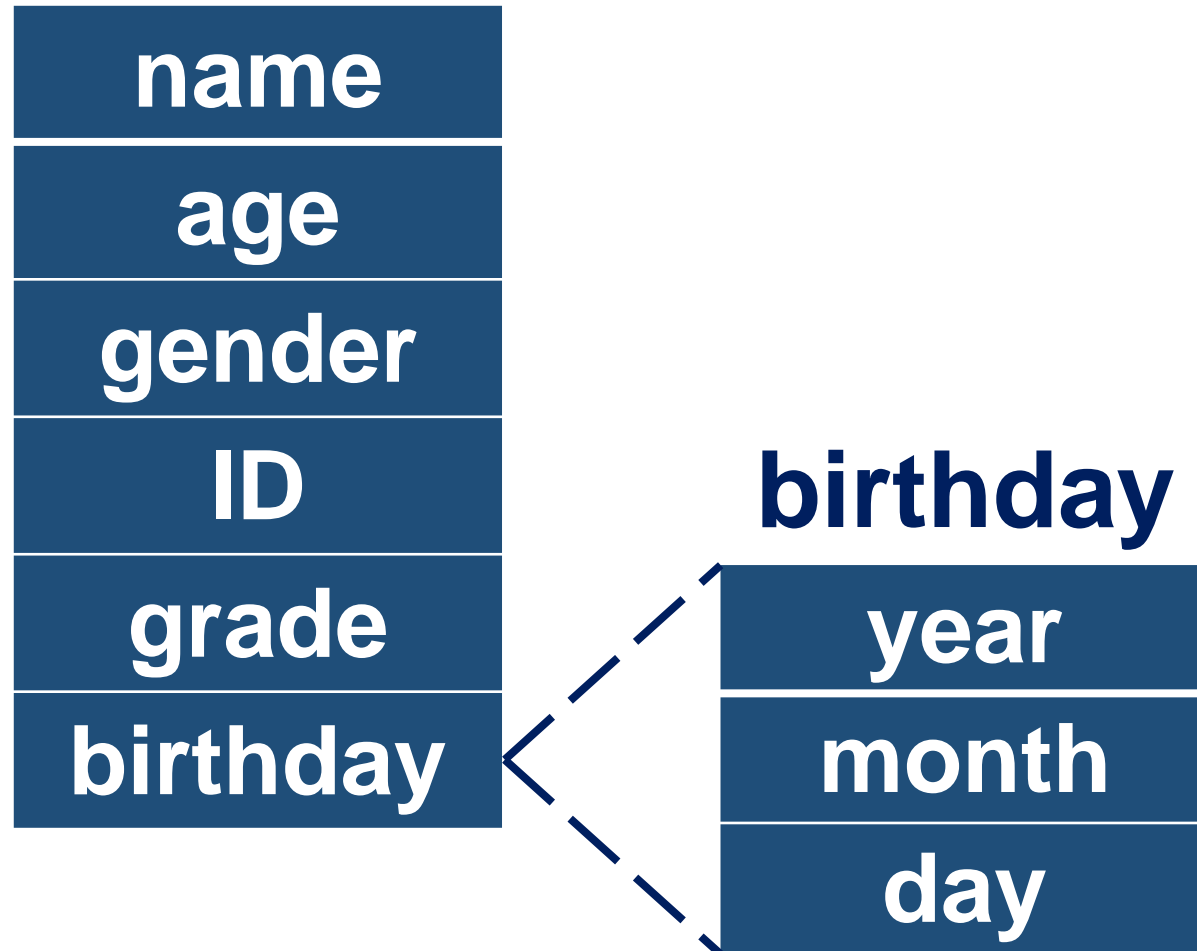 name
age
gender
ID
grade
birthday
birthday
year
month
day